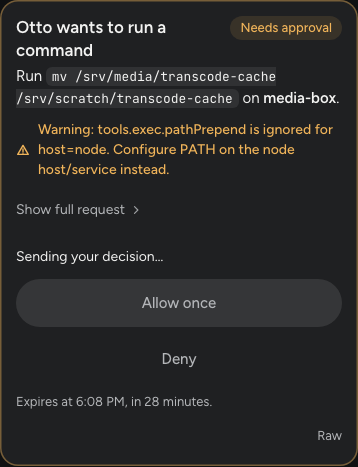 Otto wants to run a
command
Needs approval
Run mv /srv/media/transcode-cache
/srv/scratch/transcode-cache on media-box.
Warning: tools.exec.pathPrepend is ignored for
host=node. Configure PATH on the node
host/service instead.
Show full request
Sending your decision…
Allow once
Deny
Expires at 6:08 PM, in 28 minutes.
Raw